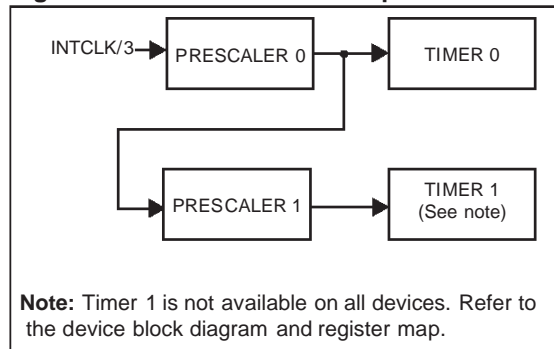 INTCLK/3
PRESCALER 0
TIMER 0
PRESCALER 1
TIMER 1
(See note)
Note: Timer 1 is not available on all devices. Refer to
the device block diagram and register map.